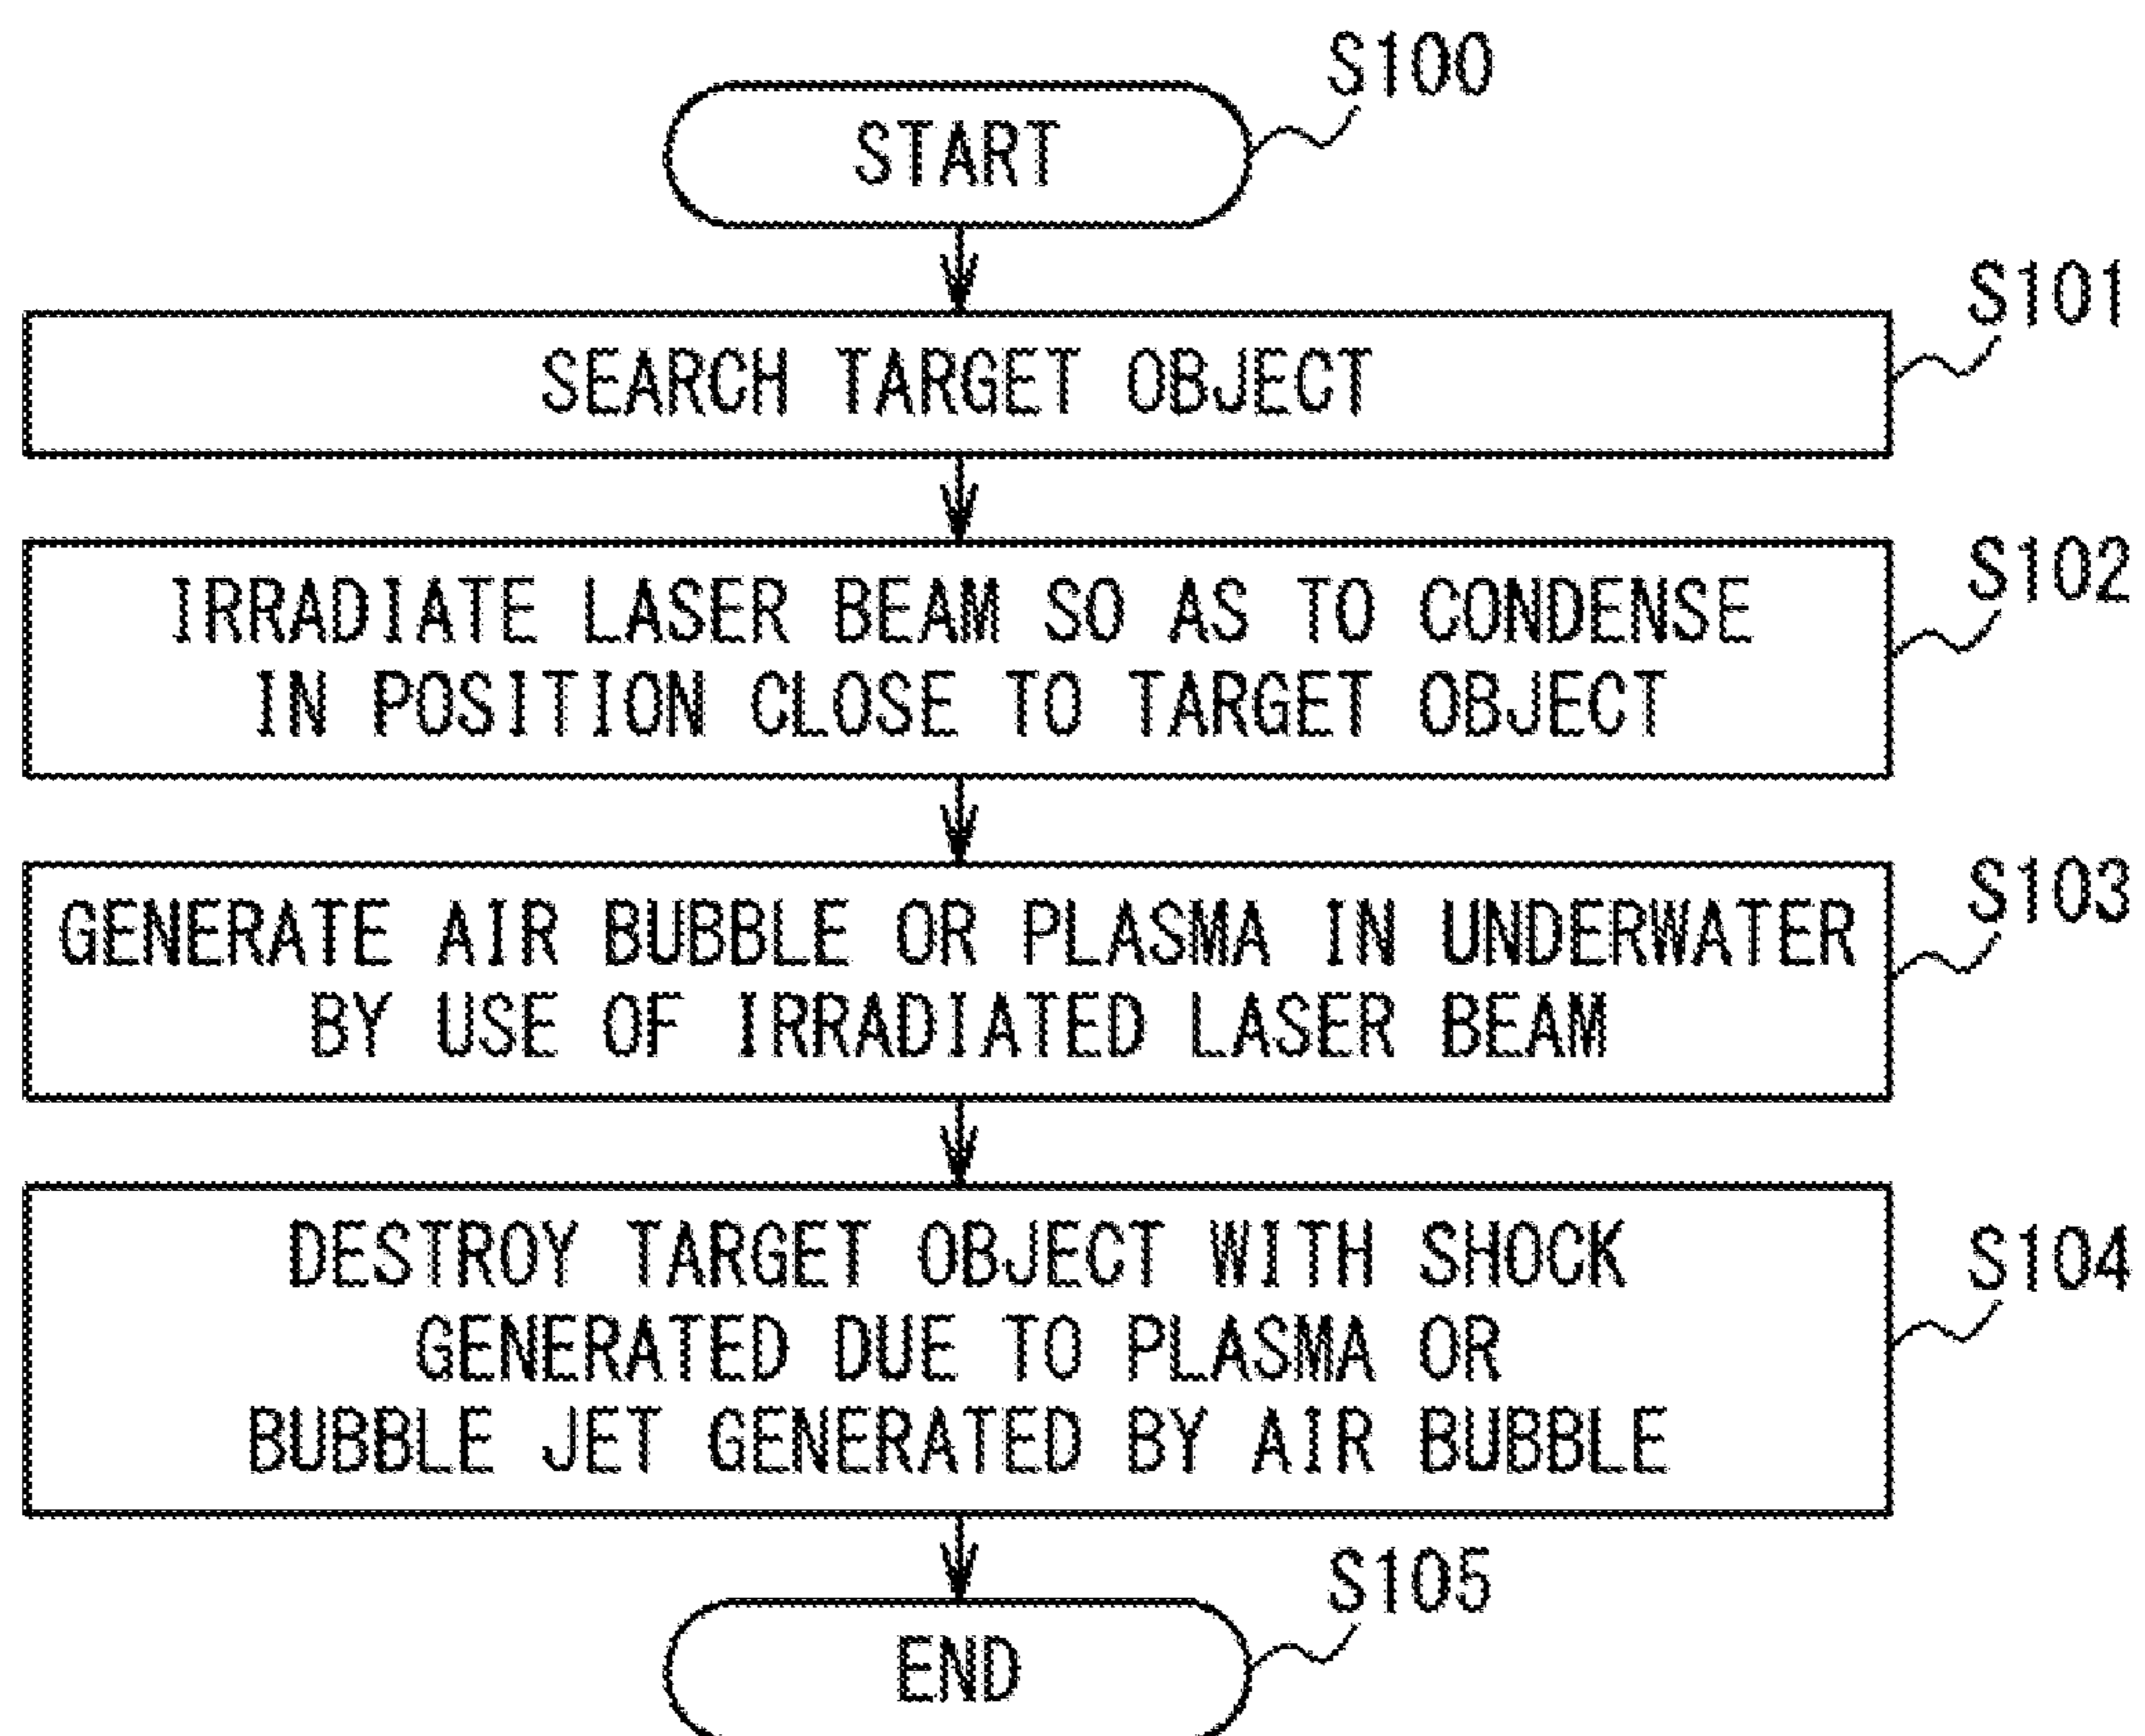 S100
START
S101
SEARCH TARGET OBJECT
S102
IRRADIATE LASER BEAM SO AS TO CONDENSE
IN POSITION CLOSE TO TARGET OBJECT
S103
GENERATE AIR BUBBLE OR PLASMA IN UNDERWATER
BY USE OF IRRADIATED LASER BEAM
S104
DESTROY TARGET OBJECT WITH SHOCK
GENERATED DUE TO PLASMA OR
BUBBLE JET GENERATED BY AIR BUBBLE
S105
END